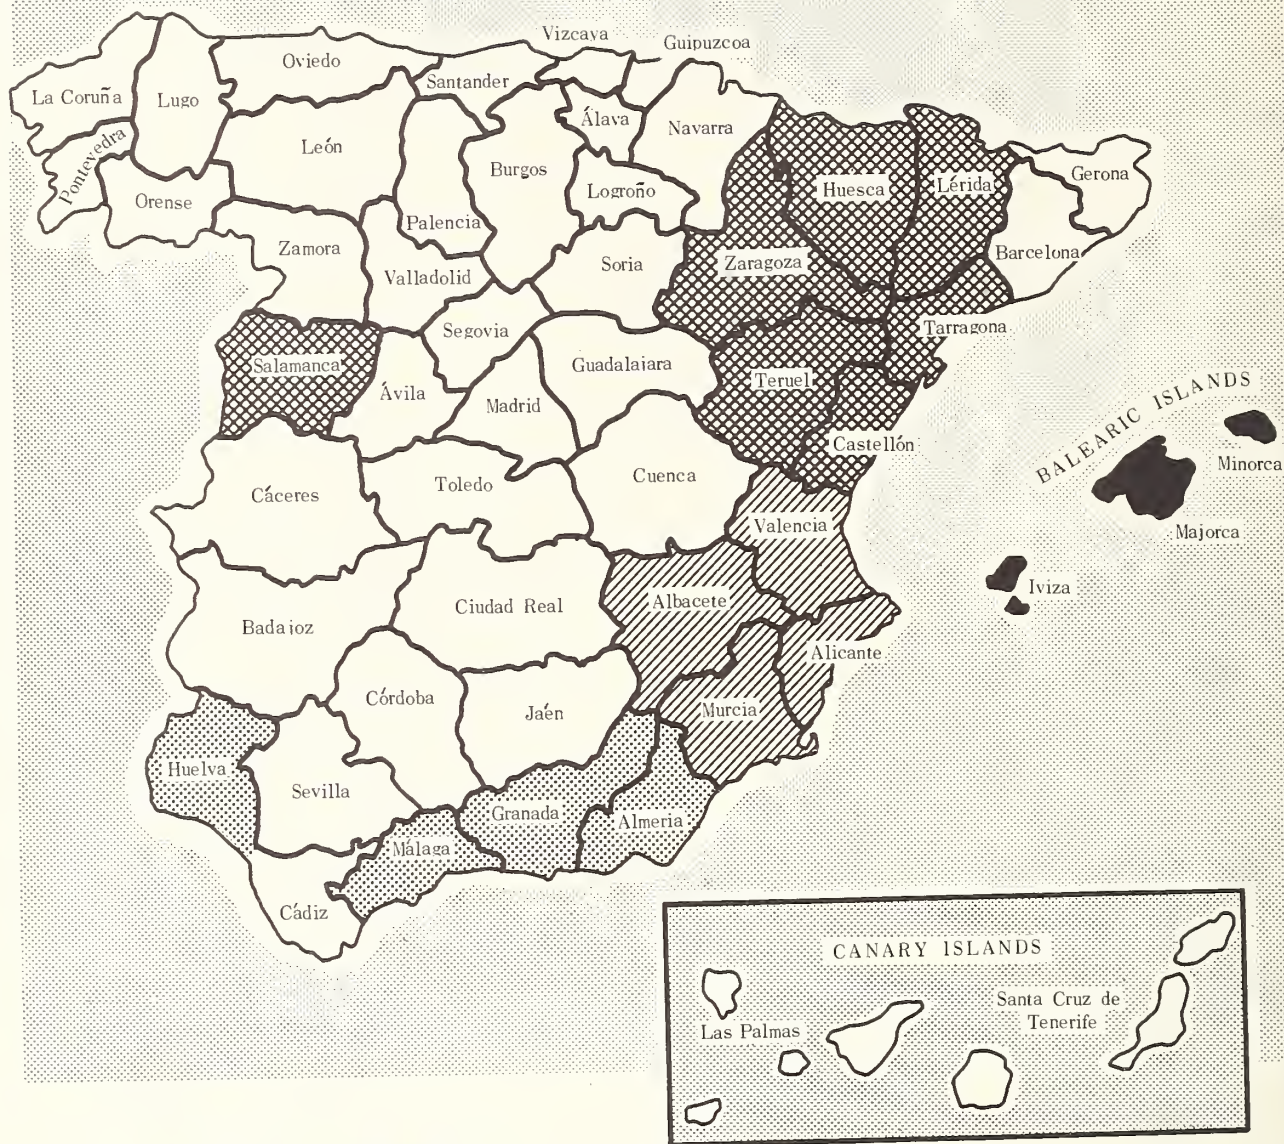 Vizcaya
Guipuzcoa
Oviedo
Santander
La Coruña
Lugo
Álava
Navarra
León
Pontevedra
Burgos
Huesca
Lérida
Gerona
Logroño
Orense
Palencia
Zamora
Valladolid
Soria
Zaragoza
Barcelona
Segovia
Tarragona
Salamanca
Guadalajara
Teruel
Ávila
Madrid
Castellón
BALEARIC ISLANDS
Minorca
Majorca
Iviza
Cáceres
Toledo
Cuenca
Valencia
Albacete
Badajoz
Ciudad Real
Alicante
Córdoba
Jaén
Murcia
Huelva
Sevilla
Granada
Almeria
Málaga
Cádiz
CANARY ISLANDS
Las Palmas
Santa Cruz de
Tenerife